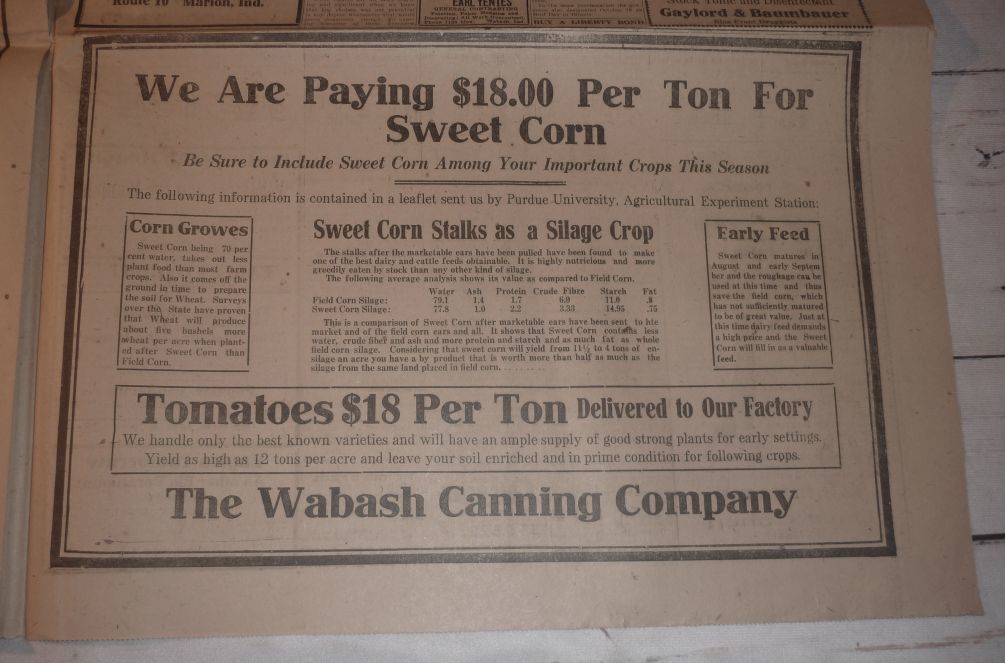 Route 10 Marion, Ind.
EARL YENTES
GENERAL CONTRACTING
BUY A LIBERTY BOND
Stock Tonic and Disinfectant
Gaylord & Baumbauer
We Are Paying $18.00 Per Ton For
Sweet Corn
Be Sure to Include Sweet Corn Among Your Important Crops This Season
The following information is contained in a leaflet sent us by Purdue University, Agricultural Experiment Station:
Corn Growes
Sweet Corn being 70 per
cent water, takes out less
plant food than most farm
crops. Also it comes off the
ground in time to prepare
the soil for Wheat. Surveys
over the State have proven
that Wheat will produce
about five bushels more
wheat per acre when plant-
ed after Sweet Corn than
Field Corn.
Sweet Corn Stalks as a Silage Crop
The stalks after the marketable ears have been pulled have been found to make
one of the best dairy and cattle feeds obtainable. It is highly nutricious and more
greedily eaten by stock than any other kind of silage.
The following average analysis shows its value as compared to Field Corn.
Water Ash Protein Crude Fibre Starch Fat
Field Corn Silage: 79.1 1.4 1.7 6.0 11.0 .8
Sweet Corn Silage: 77.8 1.0 2.2 3.33 14.95 .75
This is a comparison of Sweet Corn after marketable ears have been sent to hte
market and of the field corn ears and all. It shows that Sweet Corn contains less
water, crude fiber and ash and more protein and starch and as much fat as whole
field corn silage. Considering that sweet corn will yield from 11½ to 4 tons of en-
silage an acre you have a by product that is worth more than half as much as the
silage from the same land placed in field corn. . . . . . . . .
Early Feed
Sweet Corn matures in
August and early Septem
ber and the roughage can be
used at this time and thus
save the field corn, which
has not sufficiently matured
to be of great value. Just at
this time dairy feed demands
a high price and the Sweet
Corn will fill in as a valuable
feed.
Tomatoes $18 Per Ton Delivered to Our Factory
We handle only the best known varieties and will have an ample supply of good strong plants for early settings.
Yield as high as 12 tons per acre and leave your soil enriched and in prime condition for following crops.
The Wabash Canning Company